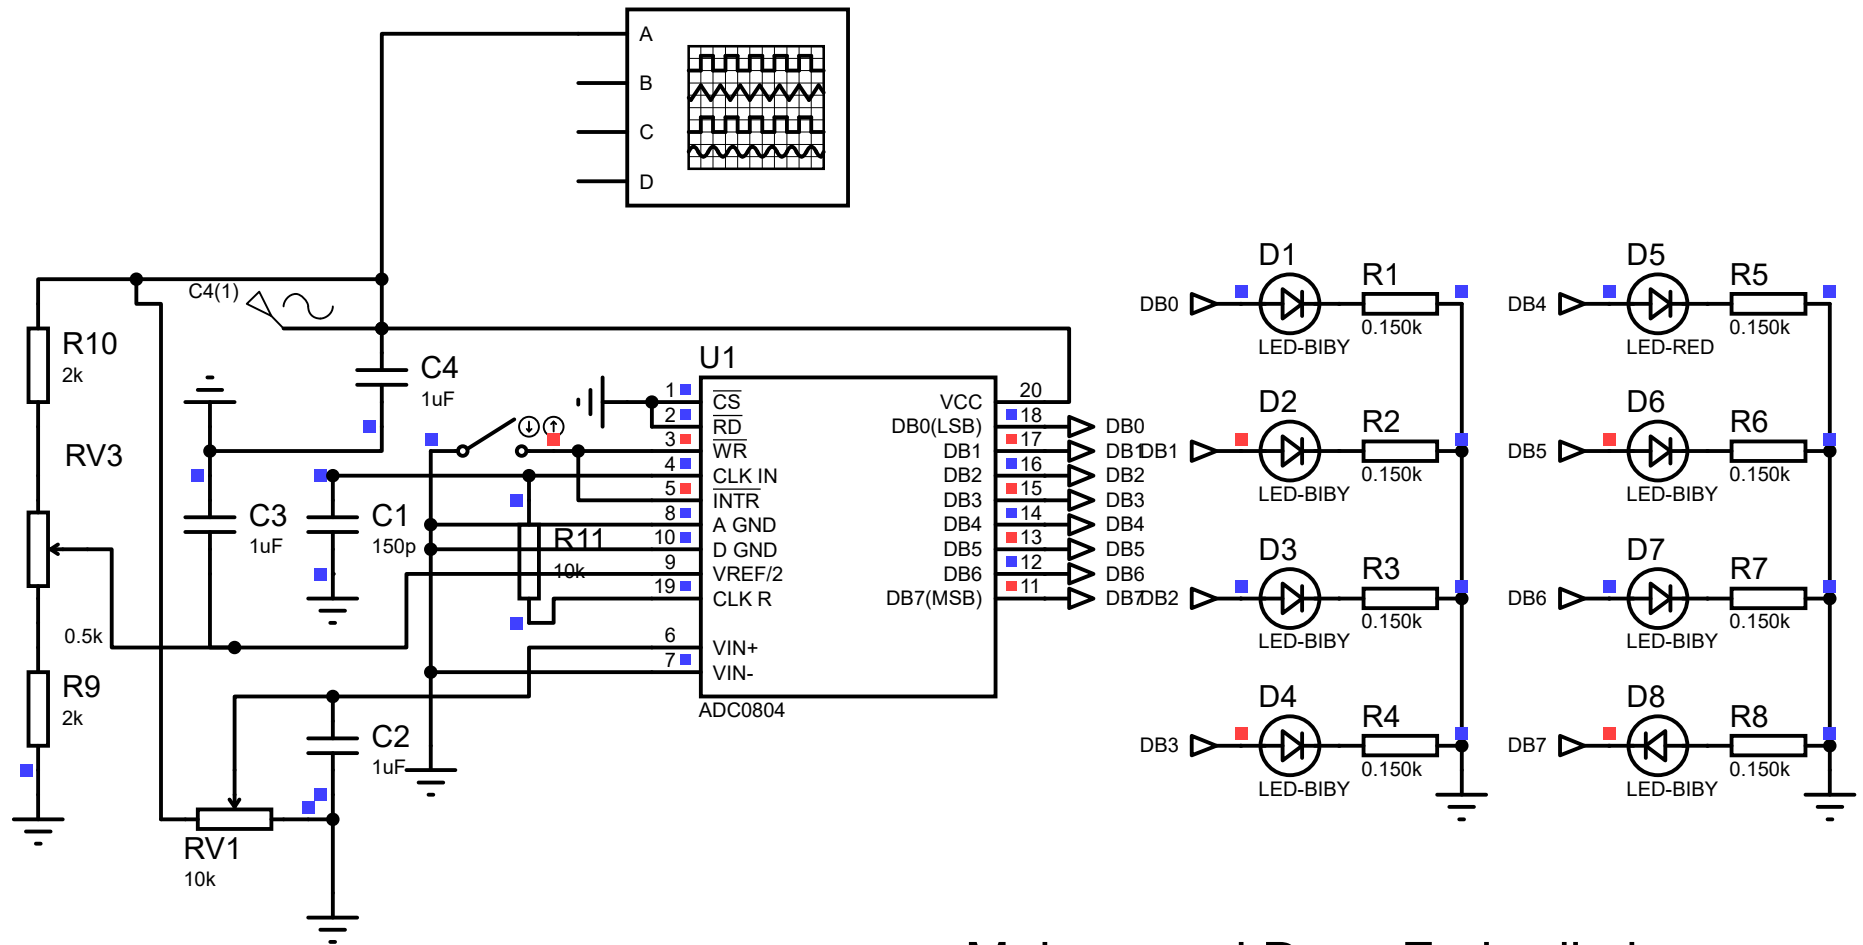 A
B
C
D
C4(1)
R10
2k
RV3
0.5k
R9
2k
C4
1uF
C3
1uF
C1
150p
R11
10k
C2
1uF
RV1
10k
U1
1 CS
2 RD
3 WR
4 CLK IN
5 INTR
8 A GND
10 D GND
9 VREF/2
19 CLK R
6 VIN+
7 VIN-
VCC 20
DB0(LSB) 18 DB0
DB1 17 DB1
DB2 16 DB2
DB3 15 DB3
DB4 14 DB4
DB5 13 DB5
DB6 12 DB6
DB7(MSB) 11 DB7
ADC0804
D1 R1
DB0
LED-BIBY 0.150k
D2 R2
DB1
LED-BIBY 0.150k
D3 R3
DB2
LED-BIBY 0.150k
D4 R4
DB3
LED-BIBY 0.150k
D5 R5
DB4
LED-RED 0.150k
D6 R6
DB5
LED-BIBY 0.150k
D7 R7
DB6
LED-BIBY 0.150k
D8 R8
DB7
LED-BIBY 0.150k